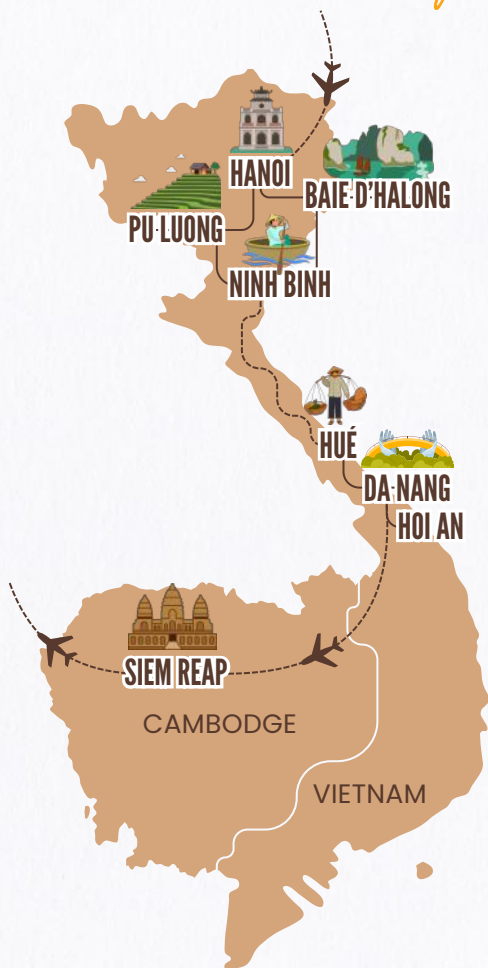 HANOI
BAIE D'HALONG
PU LUONG
NINH BINH
HUÉ
DA NANG
HOI AN
SIEM REAP
CAMBODGE
VIETNAM